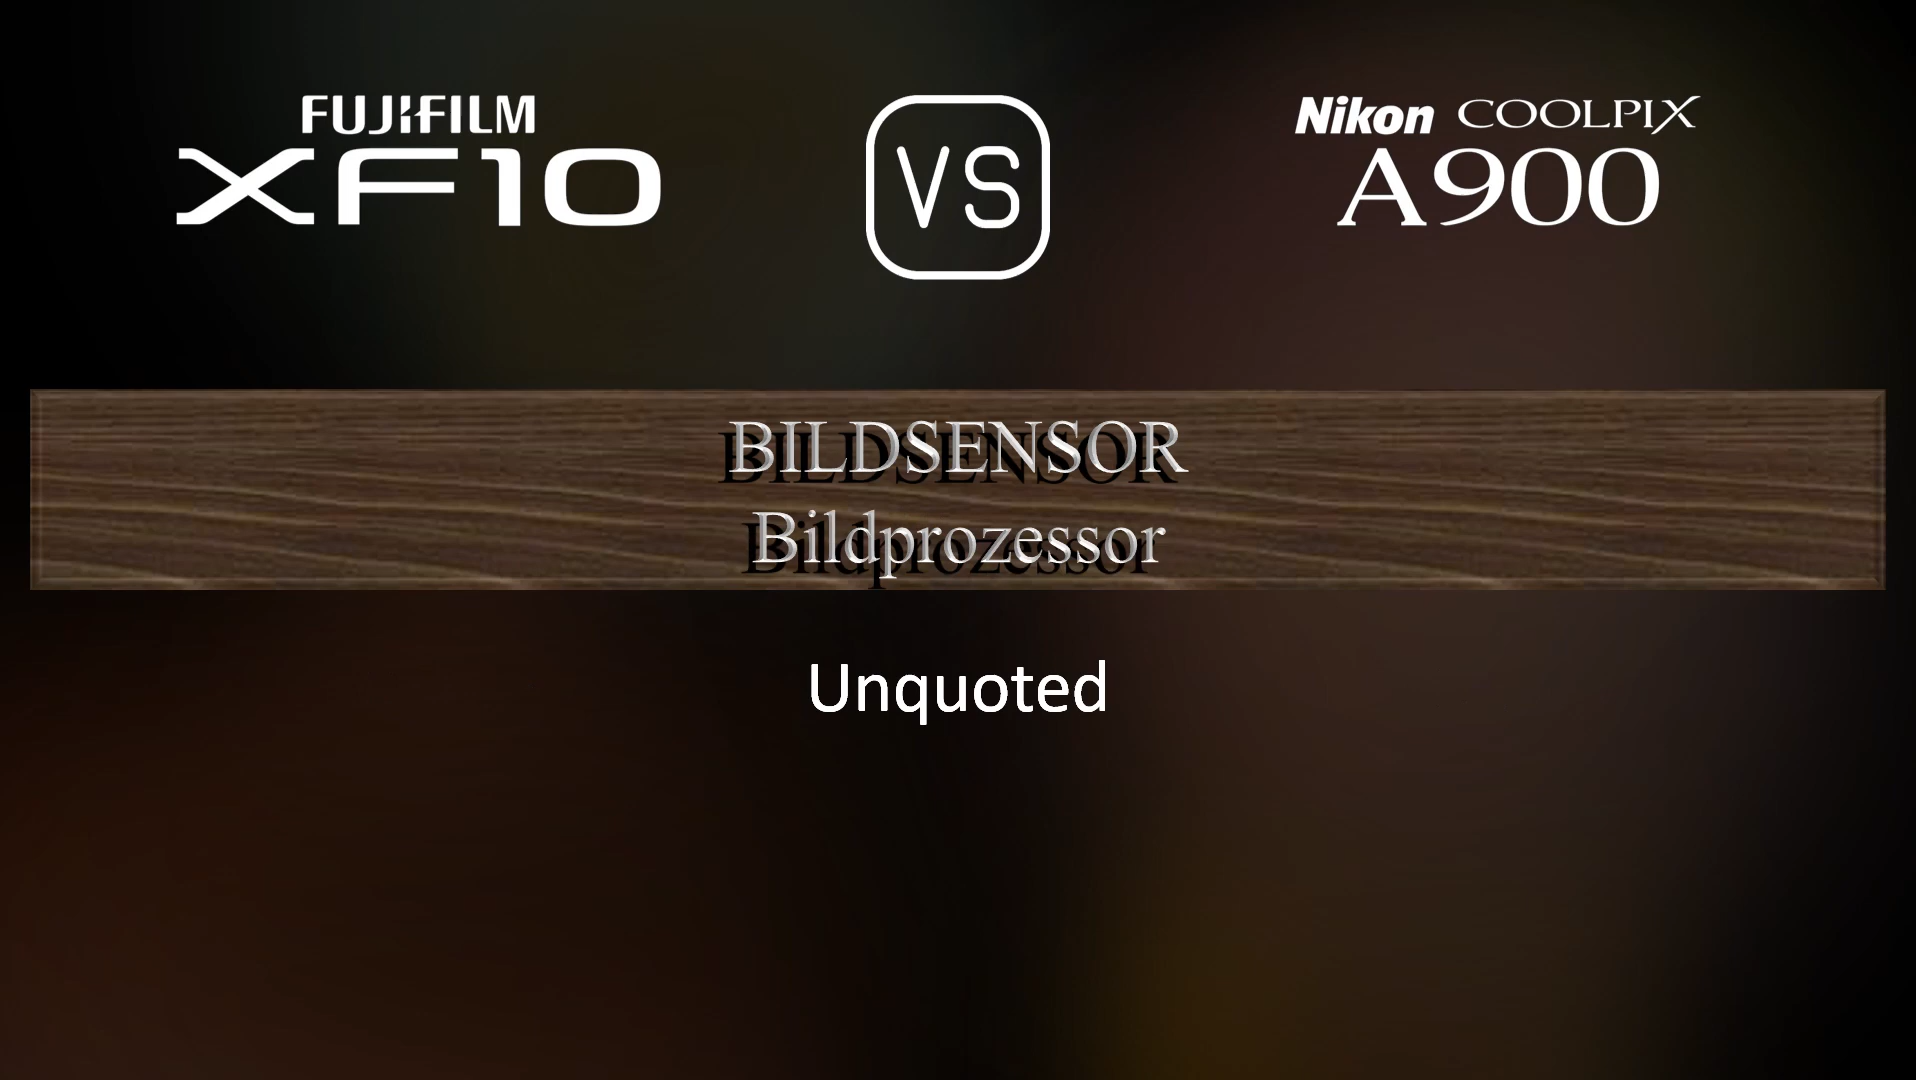 FUJIFILM
XF10
VS
Nikon COOLPIX
A900
BILDSENSOR
Bildprozessor
Unquoted